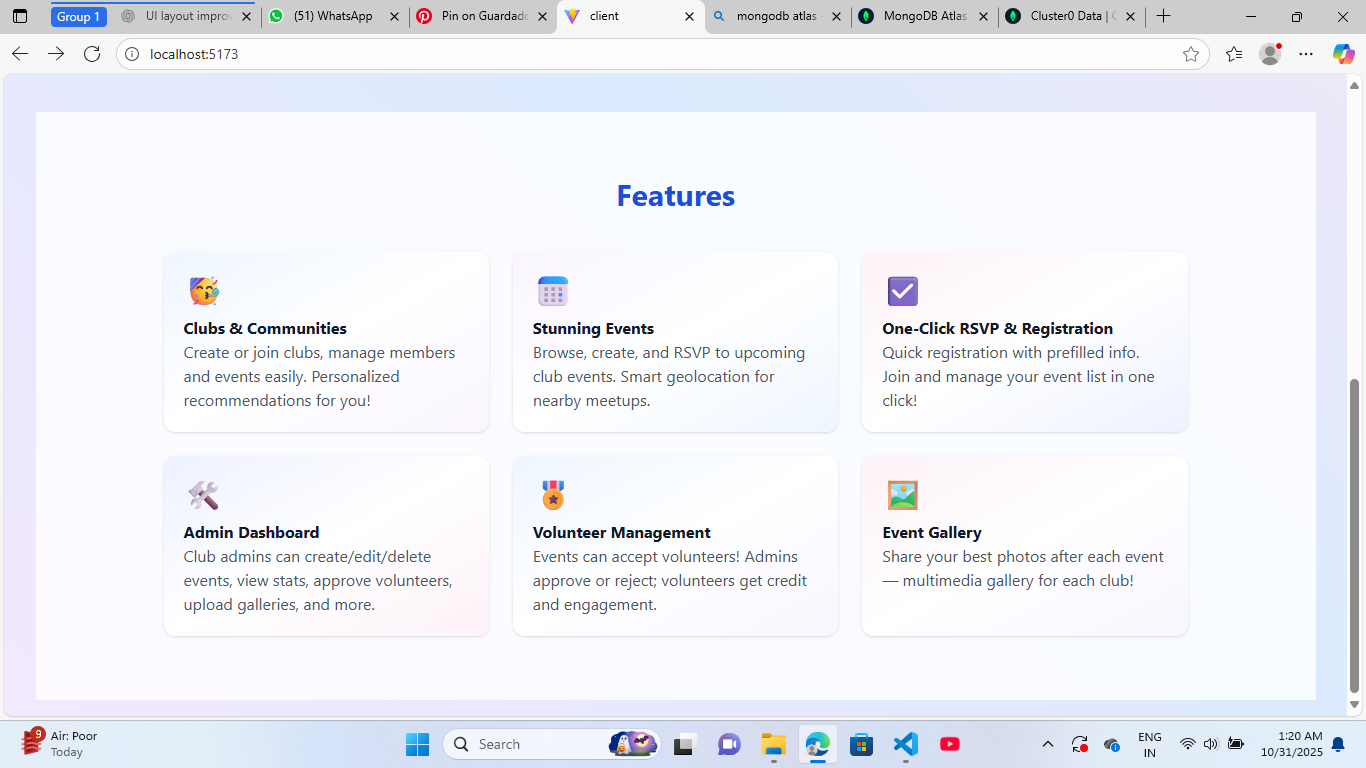 Group 1
UI layout improv
(51) WhatsApp
Pin on Guardado
client
mongodb atlas
MongoDB Atlas
Cluster0 Data |
localhost:5173
Features
Clubs & Communities
Create or join clubs, manage members
and events easily. Personalized
recommendations for you!
Stunning Events
Browse, create, and RSVP to upcoming
club events. Smart geolocation for
nearby meetups.
One-Click RSVP & Registration
Quick registration with prefilled info.
Join and manage your event list in one
click!
Admin Dashboard
Club admins can create/edit/delete
events, view stats, approve volunteers,
upload galleries, and more.
Volunteer Management
Events can accept volunteers! Admins
approve or reject; volunteers get credit
and engagement.
Event Gallery
Share your best photos after each event
— multimedia gallery for each club!
9
Air: Poor
Today
Search
ENG
IN
1:20 AM
10/31/2025